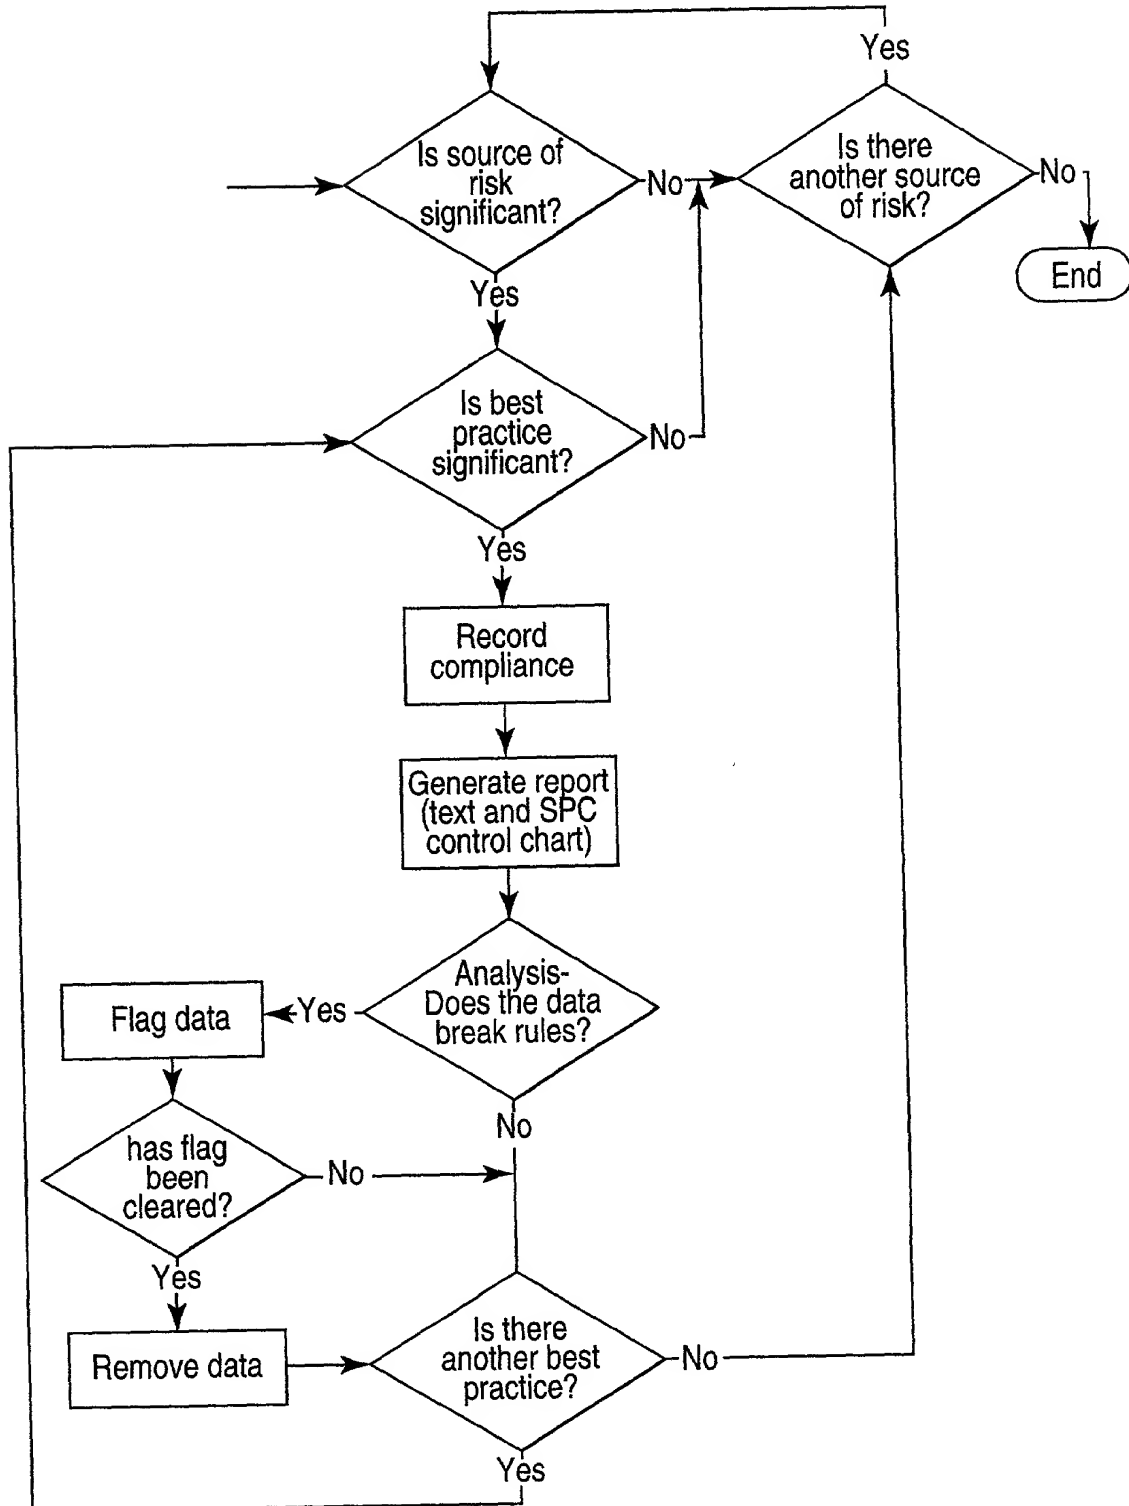 Yes
Is source of
risk
significant?
No
Is there
another source
of risk?
No
End
Yes
Is best
practice
significant?
No
Yes
Record
compliance
Generate report
(text and SPC
control chart)
Analysis-
Does the data
break rules?
Yes
Flag data
No
has flag
been
cleared?
No
Yes
Remove data
Is there
another best
practice?
No
Yes